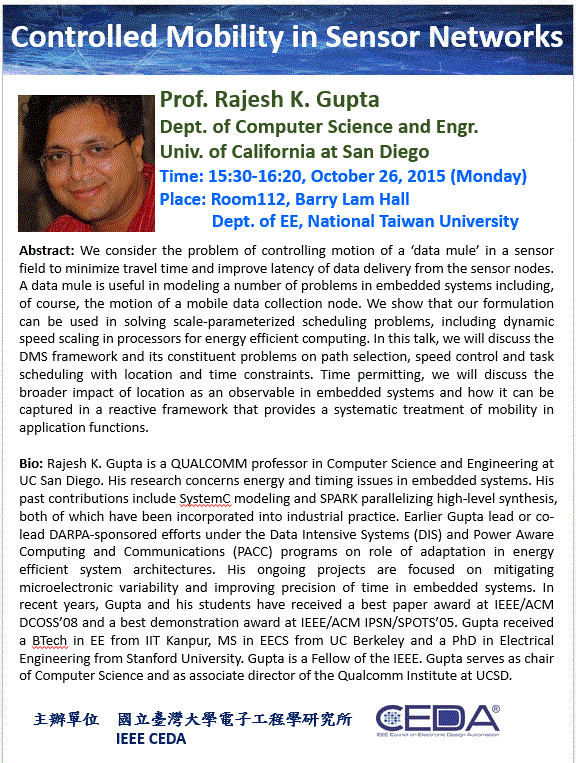 Controlled Mobility in Sensor Networks
Prof. Rajesh K. Gupta
Dept. of Computer Science and Engr.
Univ. of California at San Diego
Time: 15:30-16:20, October 26, 2015 (Monday)
Place: Room112, Barry Lam Hall
Dept. of EE, National Taiwan University
Abstract: We consider the problem of controlling motion of a ‘data mule’ in a sensor
field to minimize travel time and improve latency of data delivery from the sensor nodes.
A data mule is useful in modeling a number of problems in embedded systems including,
of course, the motion of a mobile data collection node. We show that our formulation
can be used in solving scale-parameterized scheduling problems, including dynamic
speed scaling in processors for energy efficient computing. In this talk, we will discuss the
DMS framework and its constituent problems on path selection, speed control and task
scheduling with location and time constraints. Time permitting, we will discuss the
broader impact of location as an observable in embedded systems and how it can be
captured in a reactive framework that provides a systematic treatment of mobility in
application functions.
Bio: Rajesh K. Gupta is a QUALCOMM professor in Computer Science and Engineering at
UC San Diego. His research concerns energy and timing issues in embedded systems. His
past contributions include SystemC modeling and SPARK parallelizing high-level synthesis,
both of which have been incorporated into industrial practice. Earlier Gupta lead or co-
lead DARPA-sponsored efforts under the Data Intensive Systems (DIS) and Power Aware
Computing and Communications (PACC) programs on role of adaptation in energy
efficient system architectures. His ongoing projects are focused on mitigating
microelectronic variability and improving precision of time in embedded systems. In
recent years, Gupta and his students have received a best paper award at IEEE/ACM
DCOSS’08 and a best demonstration award at IEEE/ACM IPSN/SPOTS’05. Gupta received
a BTech in EE from IIT Kanpur, MS in EECS from UC Berkeley and a PhD in Electrical
Engineering from Stanford University. Gupta is a Fellow of the IEEE. Gupta serves as chair
of Computer Science and as associate director of the Qualcomm Institute at UCSD.
主辦單位 國立臺灣大學電子工程學研究所
IEEE CEDA
CEDA®
IEEE Council on Electronic Design Automation